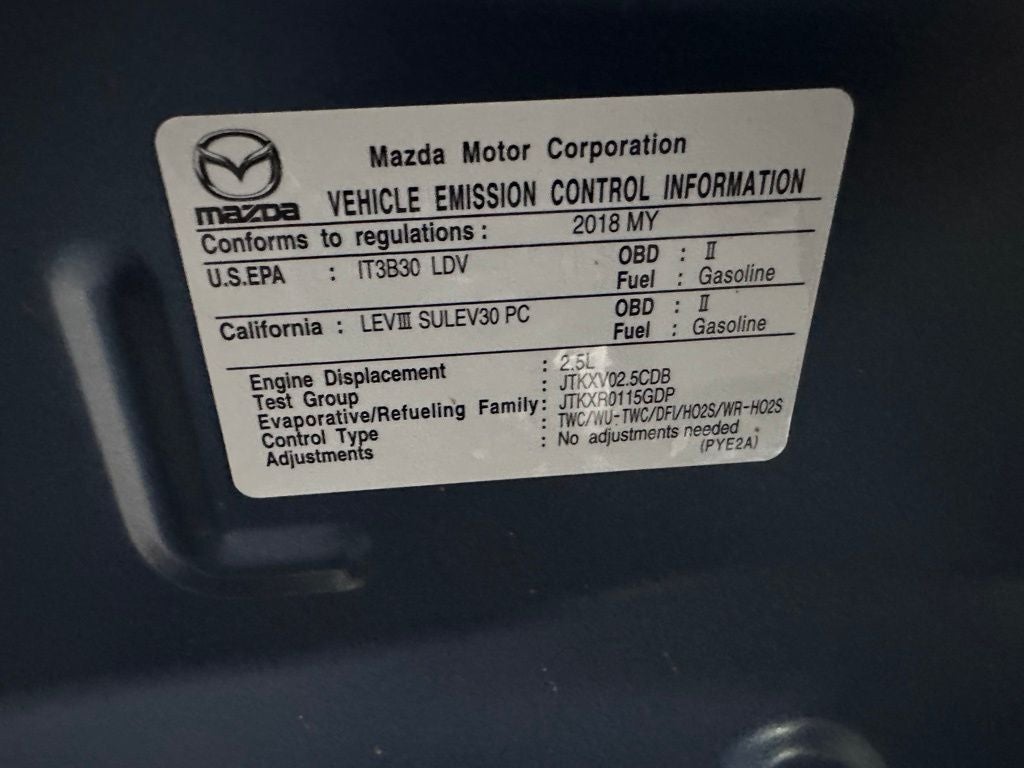 mazda
Mazda Motor Corporation
VEHICLE EMISSION CONTROL INFORMATION
Conforms to regulations : 2018 MY
U.S.EPA : IT3B30 LDV OBD : II
Fuel : Gasoline
California : LEVIII SULEV30 PC OBD : II
Fuel : Gasoline
Engine Displacement : 2.5L
Test Group : JTKXV02.5CDB
Evaporative/Refueling Family : JTKXR0115GDP
Control Type : TWC/WU-TWC/DFI/HO2S/WR-HO2S
Adjustments : No adjustments needed
(PYE2A)